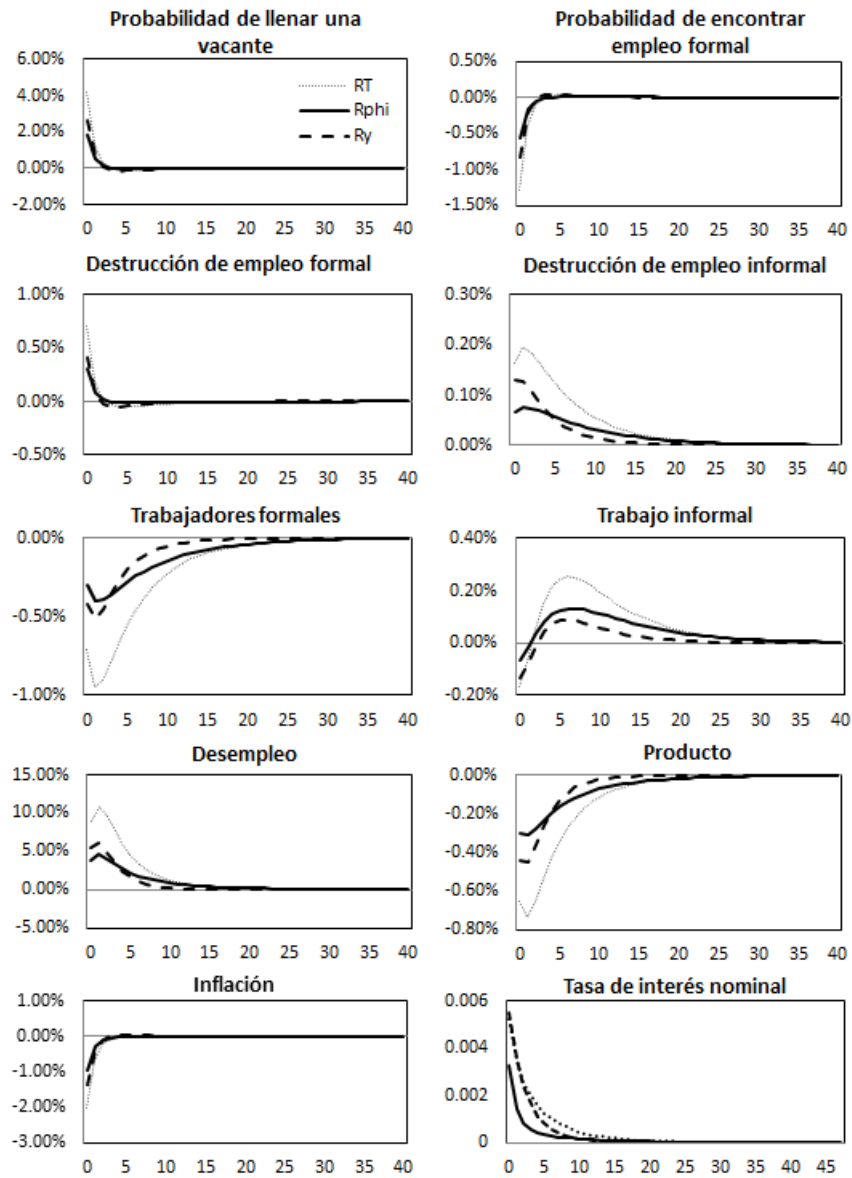 Probabilidad de llenar una
vacante
6.00%
4.00%
2.00%
0.00%
-2.00%
RT
Rphi
Ry
0 5 10 15 20 25 30 35 40
Probabilidad de encontrar
empleo formal
0.50%
0.00%
-0.50%
-1.00%
-1.50%
0 5 10 15 20 25 30 35 40
Destrucción de empleo formal
1.00%
0.50%
0.00%
-0.50%
0 5 10 15 20 25 30 35 40
Destrucción de empleo informal
0.30%
0.20%
0.10%
0.00%
0 5 10 15 20 25 30 35 40
Trabajadores formales
0.00%
-0.50%
-1.00%
0 5 10 15 20 25 30 35 40
Trabajo informal
0.40%
0.20%
0.00%
-0.20%
0 5 10 15 20 25 30 35 40
Desempleo
15.00%
10.00%
5.00%
0.00%
-5.00%
0 5 10 15 20 25 30 35 40
Producto
0.00%
-0.20%
-0.40%
-0.60%
-0.80%
0 5 10 15 20 25 30 35 40
Inflación
1.00%
0.00%
-1.00%
-2.00%
-3.00%
0 5 10 15 20 25 30 35 40
Tasa de interés nominal
0.006
0.004
0.002
0
0 5 10 15 20 25 30 35 40 45